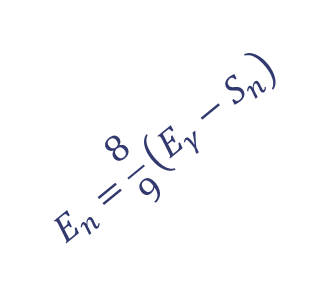 $E_n = \frac{8}{9}(E_\gamma - S_n)$